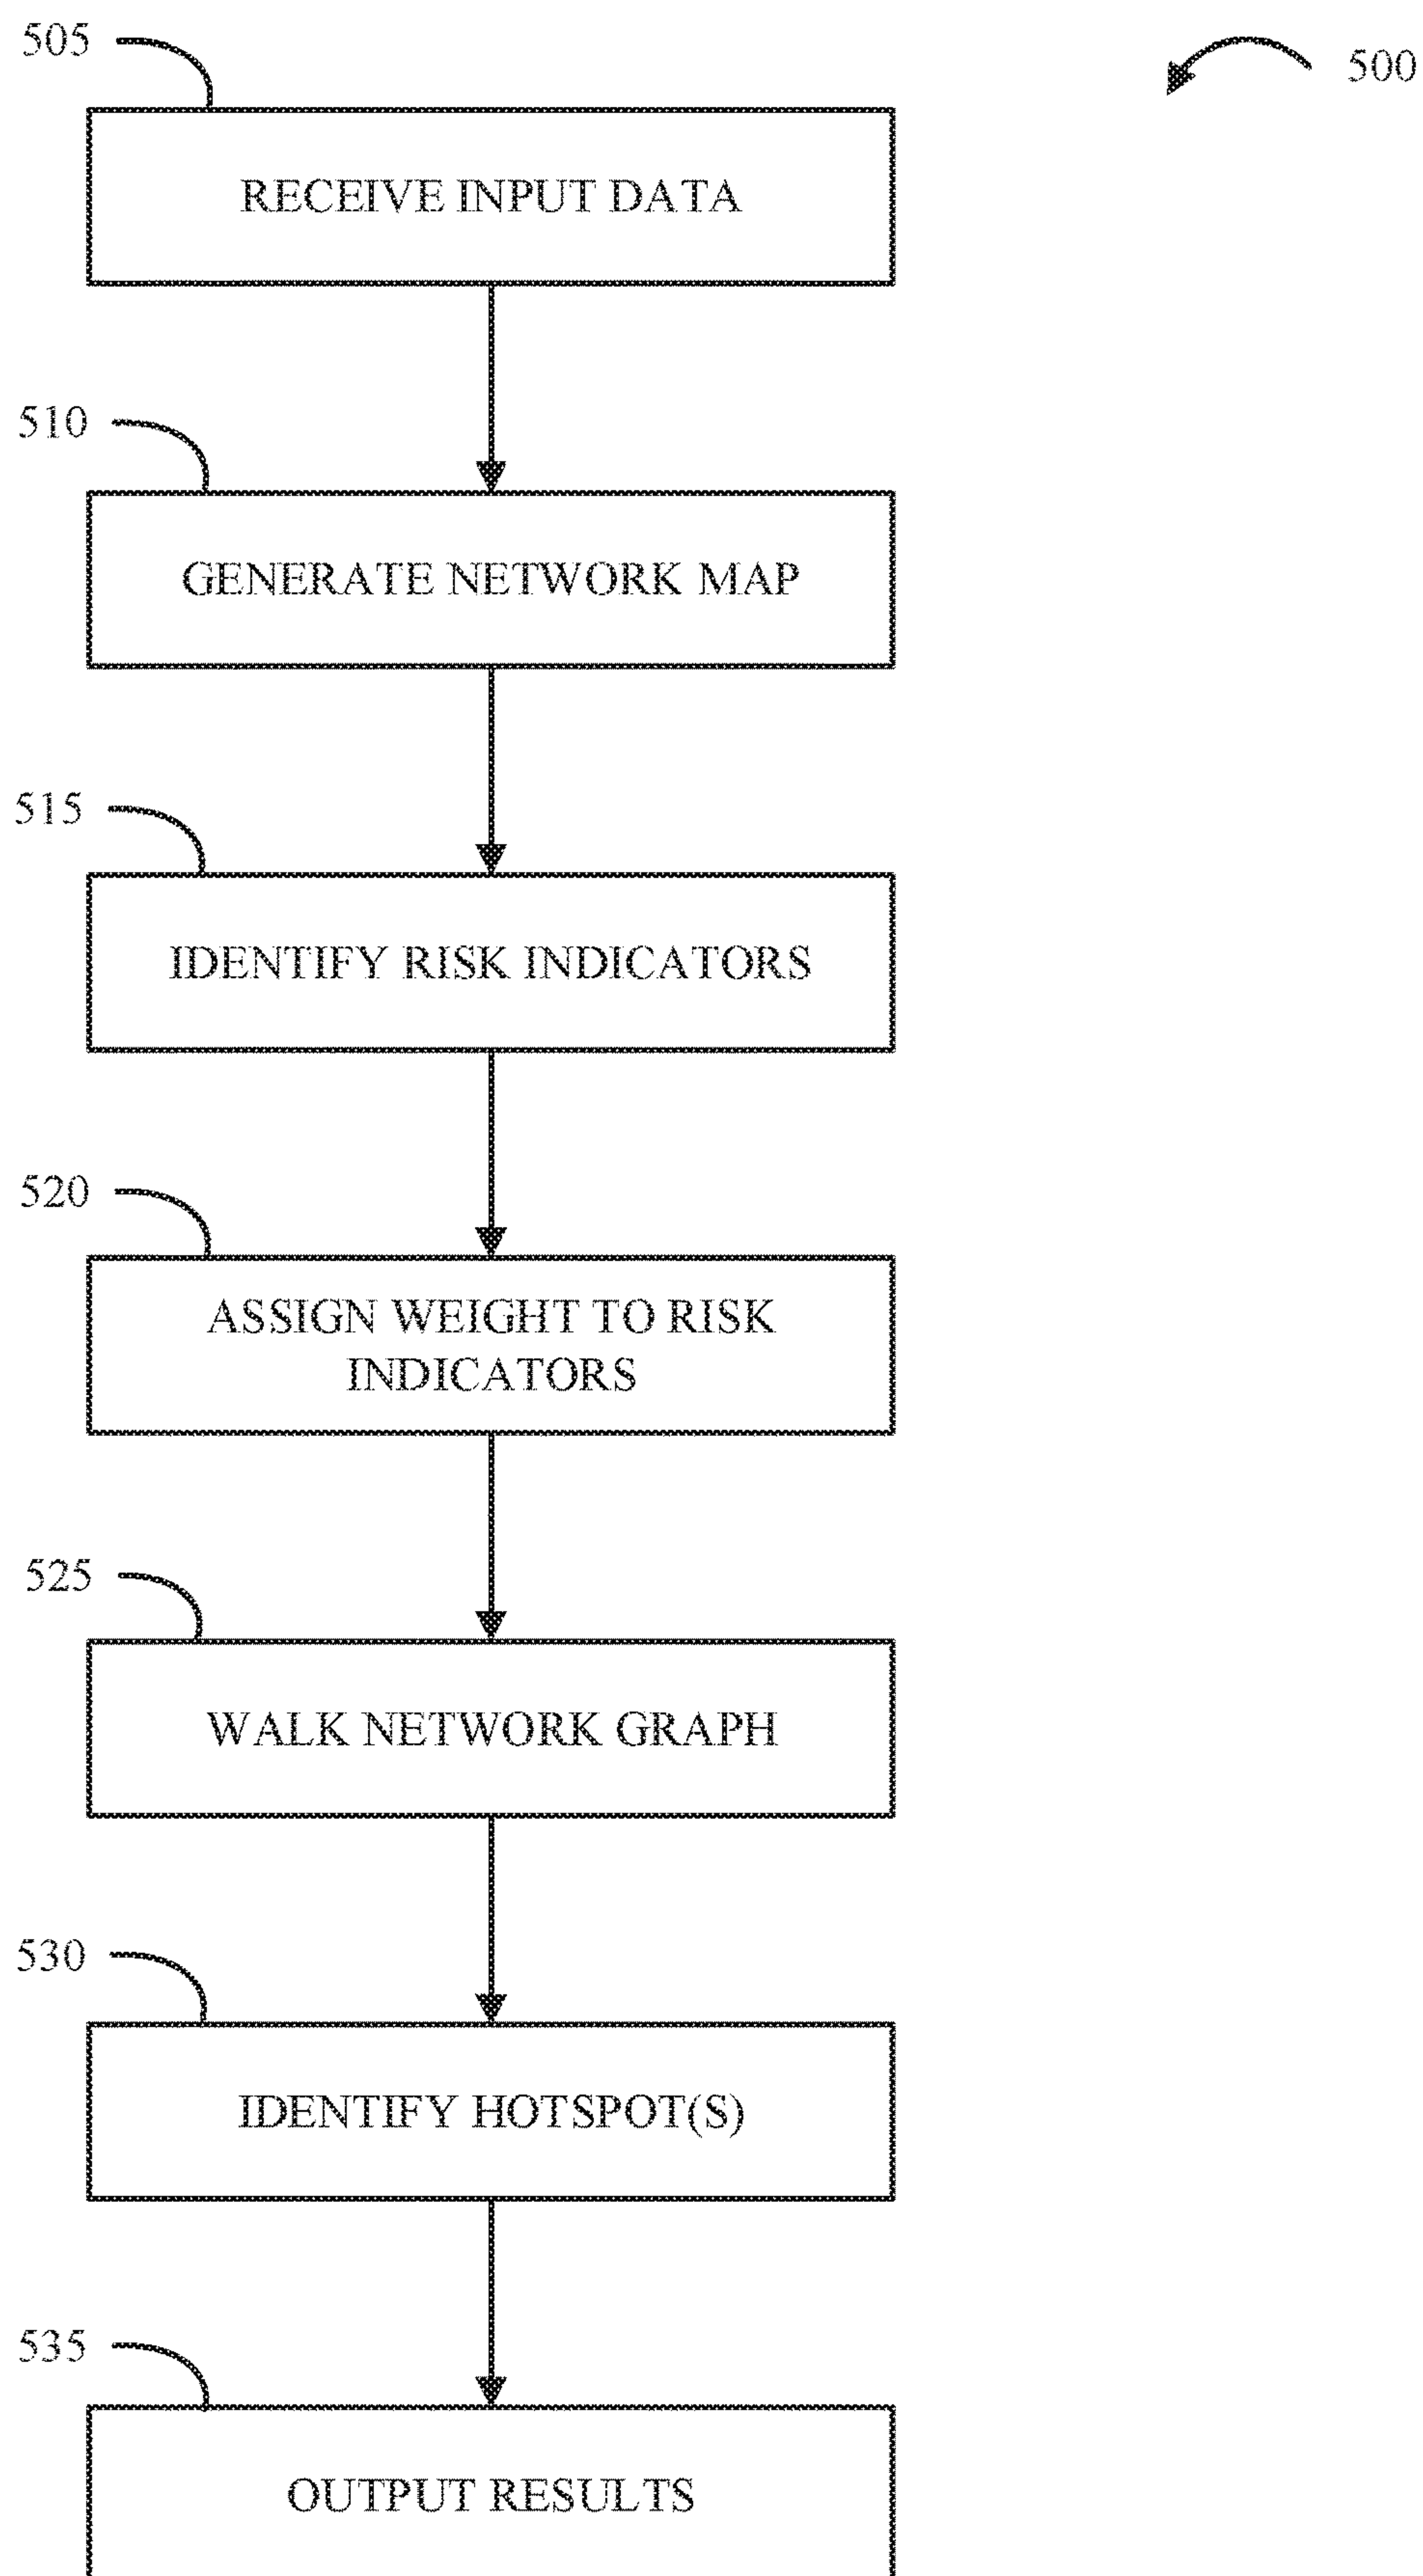 505
500
RECEIVE INPUT DATA
510
GENERATE NETWORK MAP
515
IDENTIFY RISK INDICATORS
520
ASSIGN WEIGHT TO RISK
INDICATORS
525
WALK NETWORK GRAPH
530
IDENTIFY HOTSPOT(S)
535
OUTPUT RESULTS